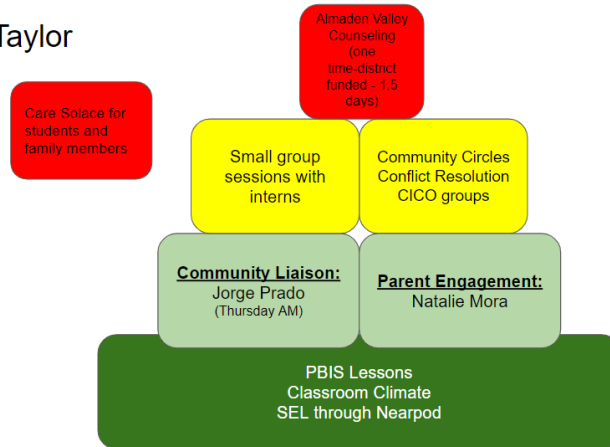 Taylor
Almaden Valley
Counseling
(one
time-district
funded - 1.5
days)
Care Solace for
students and
family members
Small group
sessions with
interns
Community Circles
Conflict Resolution
CICO groups
Community Liaison:
Jorge Prado
(Thursday AM)
Parent Engagement:
Natalie Mora
PBIS Lessons
Classroom Climate
SEL through Nearpod